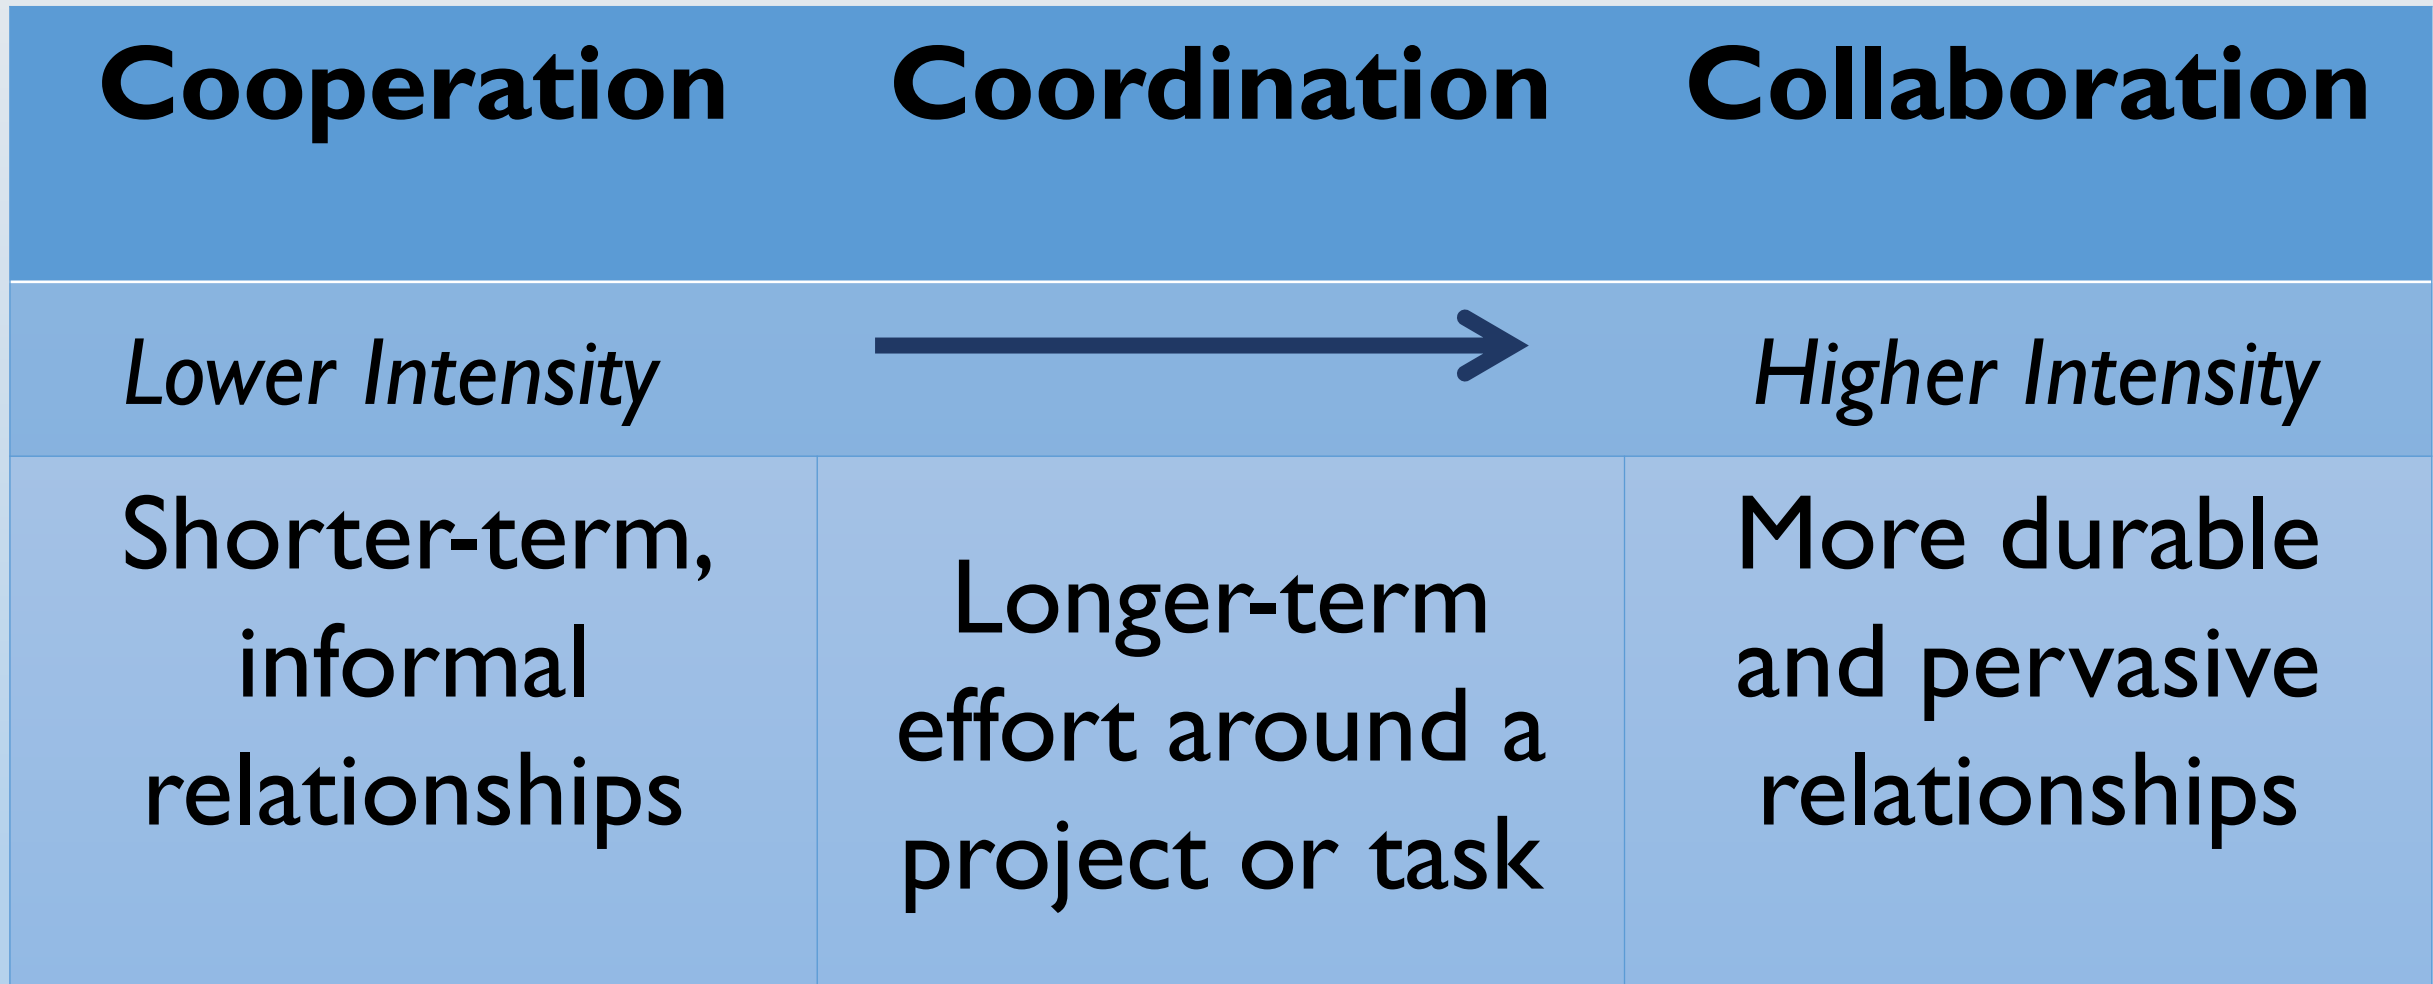 Cooperation Coordination Collaboration
Lower Intensity Higher Intensity
Shorter-term,
informal
relationships
Longer-term
effort around a
project or task
More durable
and pervasive
relationships